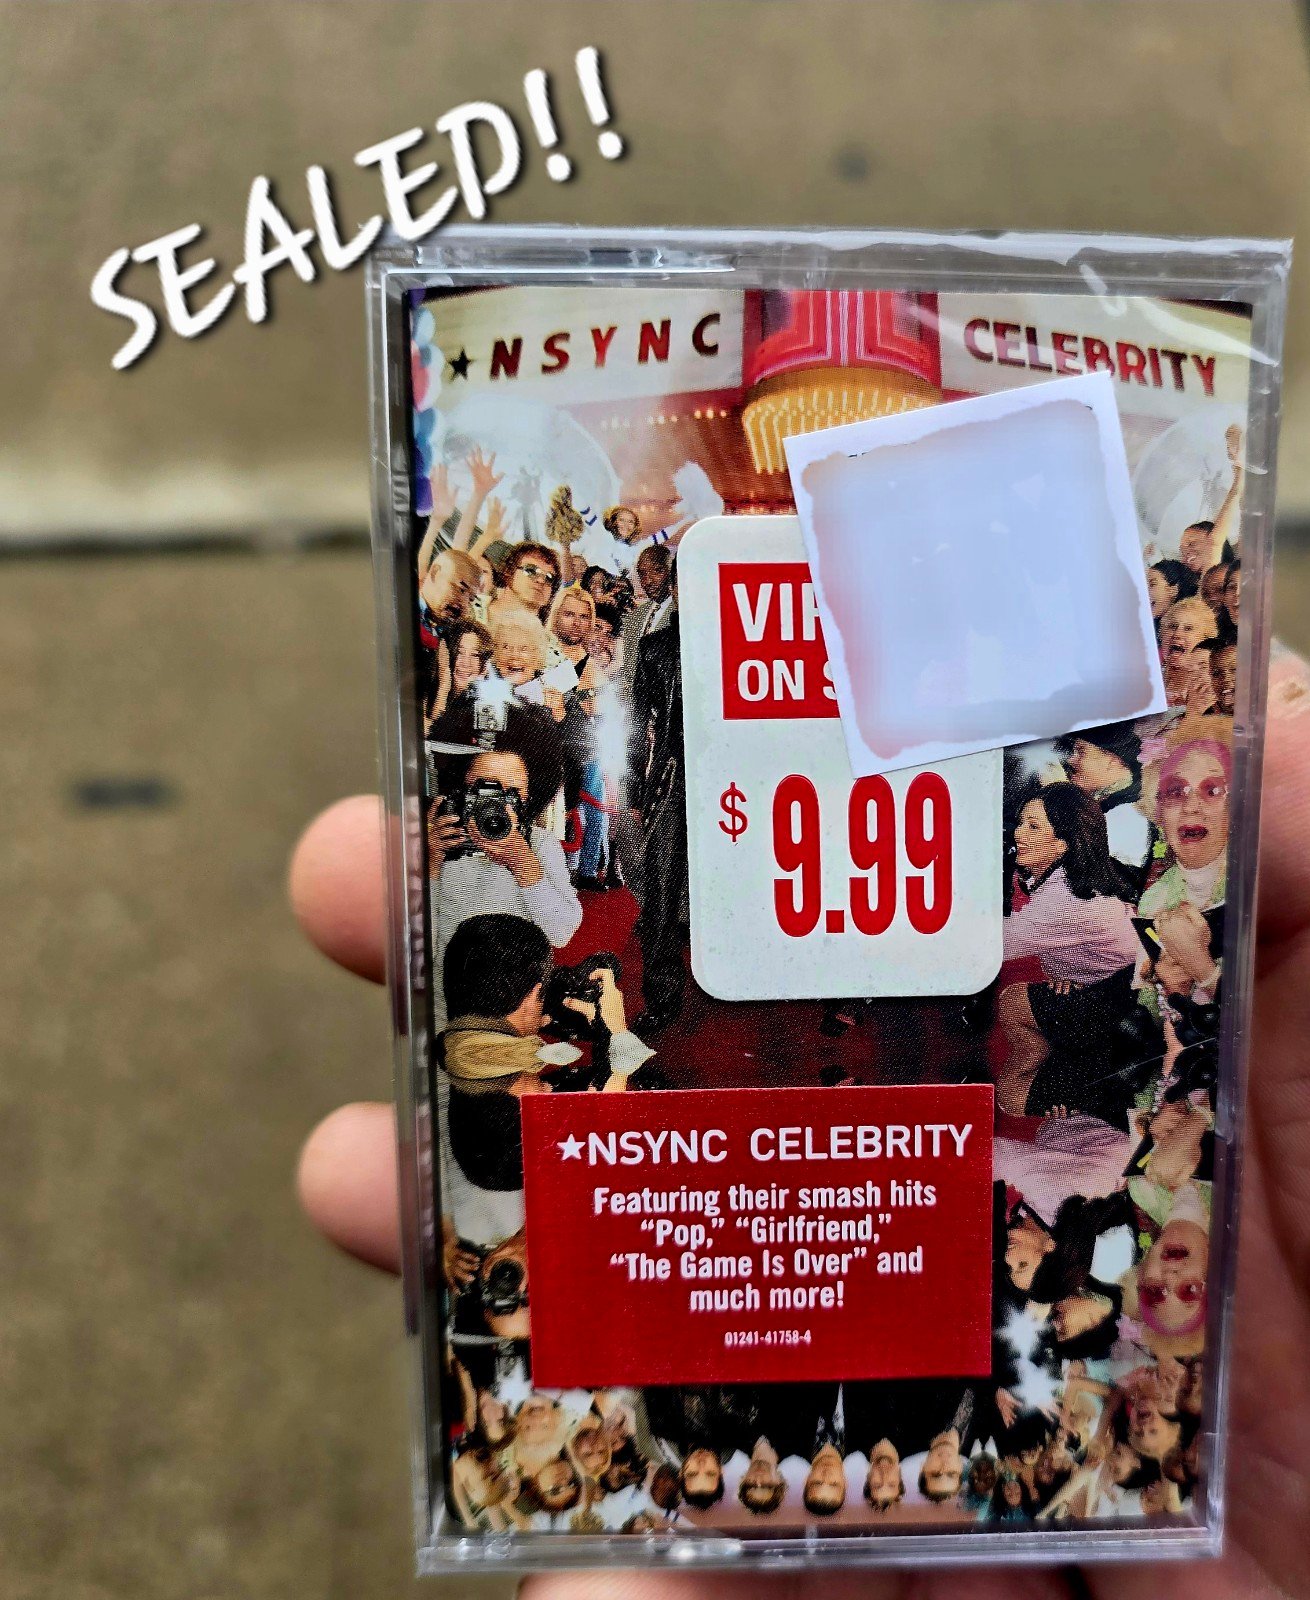 SEALED!!
★NSYNC CELEBRITY
VI
ON
$9.99
★NSYNC CELEBRITY
Featuring their smash hits
“Pop,” “Girlfriend,”
“The Game Is Over” and
much more!
01241-41758-4